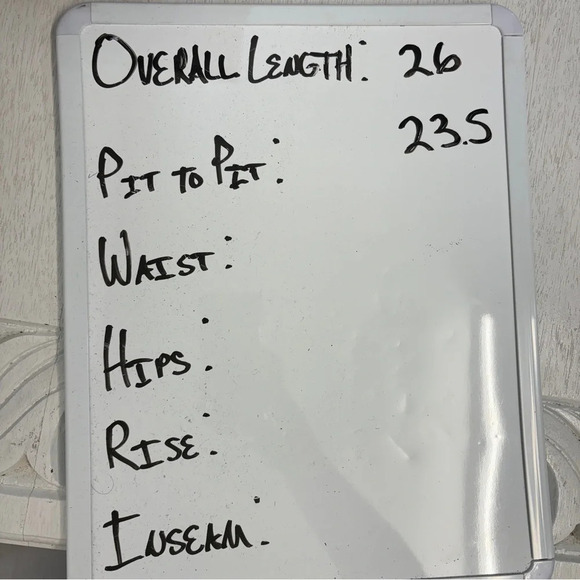 OVERALL LENGTH: 26
PIT TO PIT: 23.5
WAIST:
HIPS:
RISE:
INSEAM: